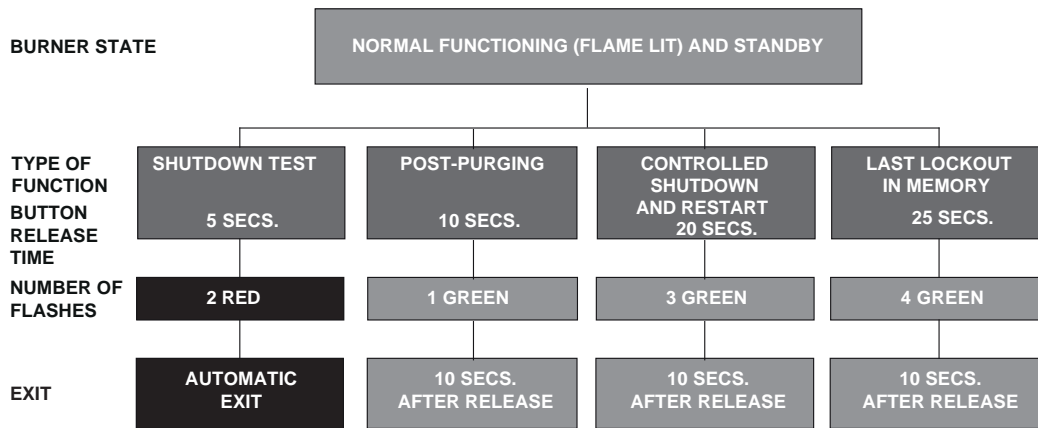 BURNER STATE
NORMAL FUNCTIONING (FLAME LIT) AND STANDBY
TYPE OF
FUNCTION
BUTTON
RELEASE
TIME
SHUTDOWN TEST
5 SECS.
POST-PURGING
10 SECS.
CONTROLLED
SHUTDOWN
AND RESTART
20 SECS.
LAST LOCKOUT
IN MEMORY
25 SECS.
NUMBER OF
FLASHES
2 RED
1 GREEN
3 GREEN
4 GREEN
EXIT
AUTOMATIC
EXIT
10 SECS.
AFTER RELEASE
10 SECS.
AFTER RELEASE
10 SECS.
AFTER RELEASE